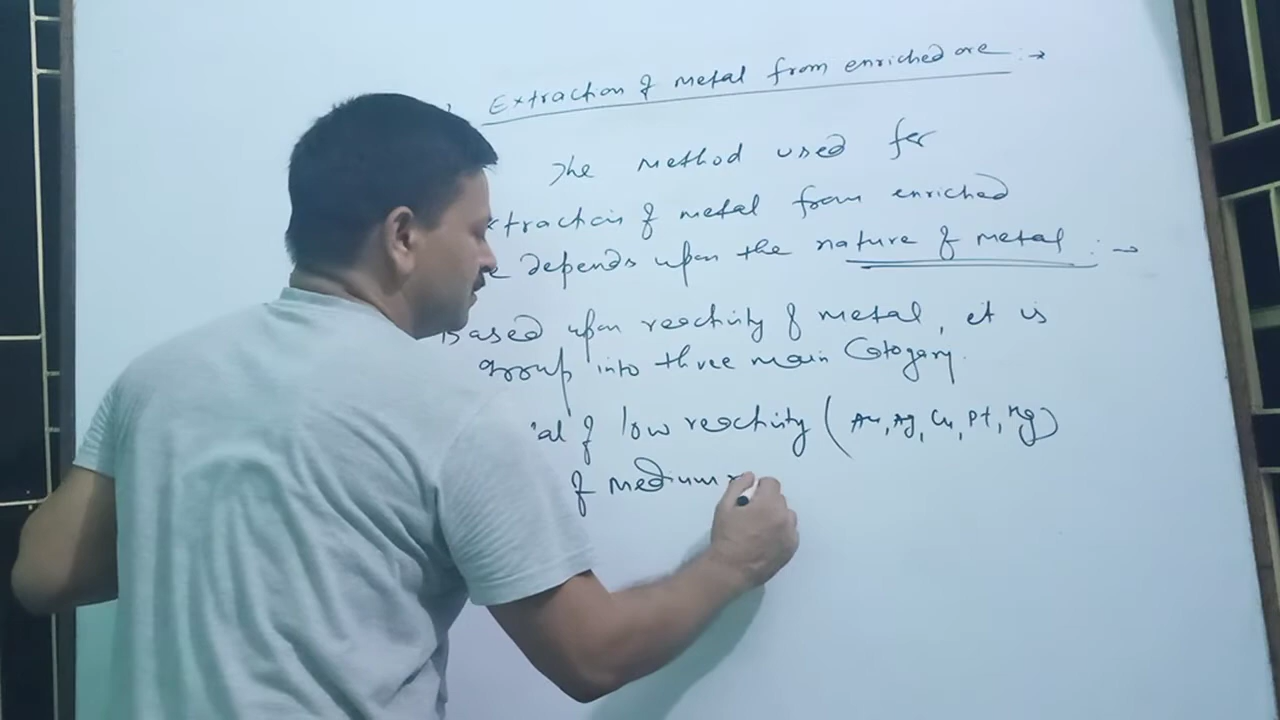 Extraction of metal from enriched ore :→
The method used for
xtraction of metal from enriched
e depends upon the nature of metal :→
Based upon reactivity of metal, it is
group into three main Catogary.
al of low reactivity (Au, Ag, Cu, Pt, Hg)
of medium r